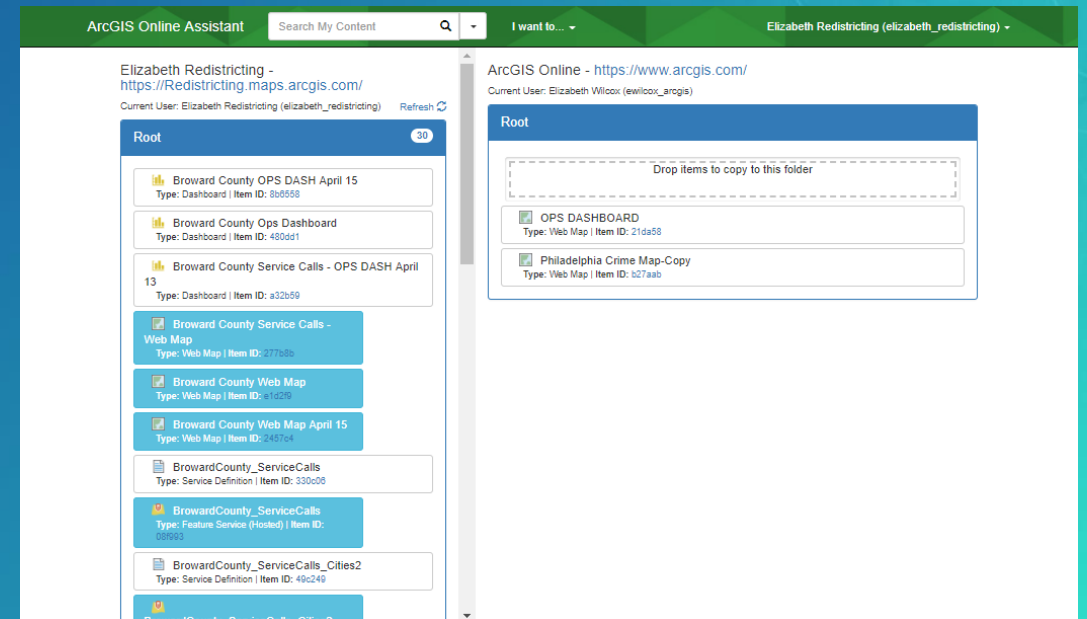 ArcGIS Online Assistant
Search My Content
I want to...
Elizabeth Redistricting (elizabeth_redistricting)
Elizabeth Redistricting -
https://Redistricting.maps.arcgis.com/
Current User: Elizabeth Redistricting (elizabeth_redistricting)
Refresh
Root
30
Broward County OPS DASH April 15
Type: Dashboard | Item ID: 8b6558
Broward County Ops Dashboard
Type: Dashboard | Item ID: 480dd1
Broward County Service Calls - OPS DASH April
13
Type: Dashboard | Item ID: a32b59
Broward County Service Calls -
Web Map
Type: Web Map | Item ID: 277b8b
Broward County Web Map
Type: Web Map | Item ID: e1d2f9
Broward County Web Map April 15
Type: Web Map | Item ID: 2457c4
BrowardCounty_ServiceCalls
Type: Service Definition | Item ID: 330c06
BrowardCounty_ServiceCalls
Type: Feature Service (Hosted) | Item ID:
08f993
BrowardCounty_ServiceCalls_Cities2
Type: Service Definition | Item ID: 49c249
ArcGIS Online - https://www.arcgis.com/
Current User: Elizabeth Wilcox (ewilcox_arcgis)
Root
Drop items to copy to this folder
OPS DASHBOARD
Type: Web Map | Item ID: 21da58
Philadelphia Crime Map-Copy
Type: Web Map | Item ID: b27aab